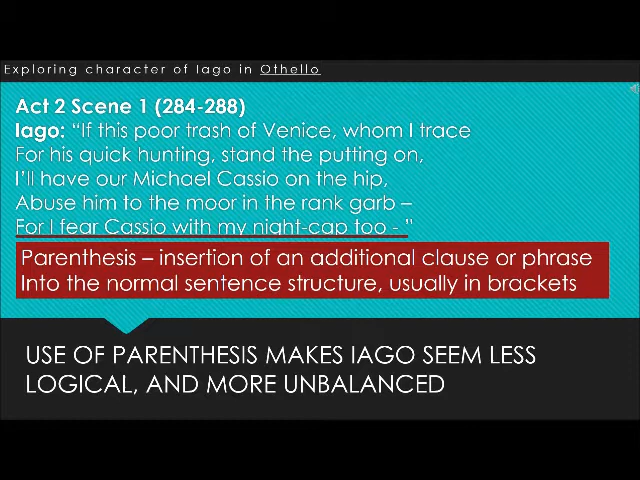 Exploring character of Iago in Othello
Act 2 Scene 1 (284-288)
Iago: “If this poor trash of Venice, whom I trace
For his quick hunting, stand the putting on,
I’ll have our Michael Cassio on the hip,
Abuse him to the moor in the rank garb –
For I fear Cassio with my night-cap too - ”
Parenthesis – insertion of an additional clause or phrase
Into the normal sentence structure, usually in brackets
USE OF PARENTHESIS MAKES IAGO SEEM LESS
LOGICAL, AND MORE UNBALANCED